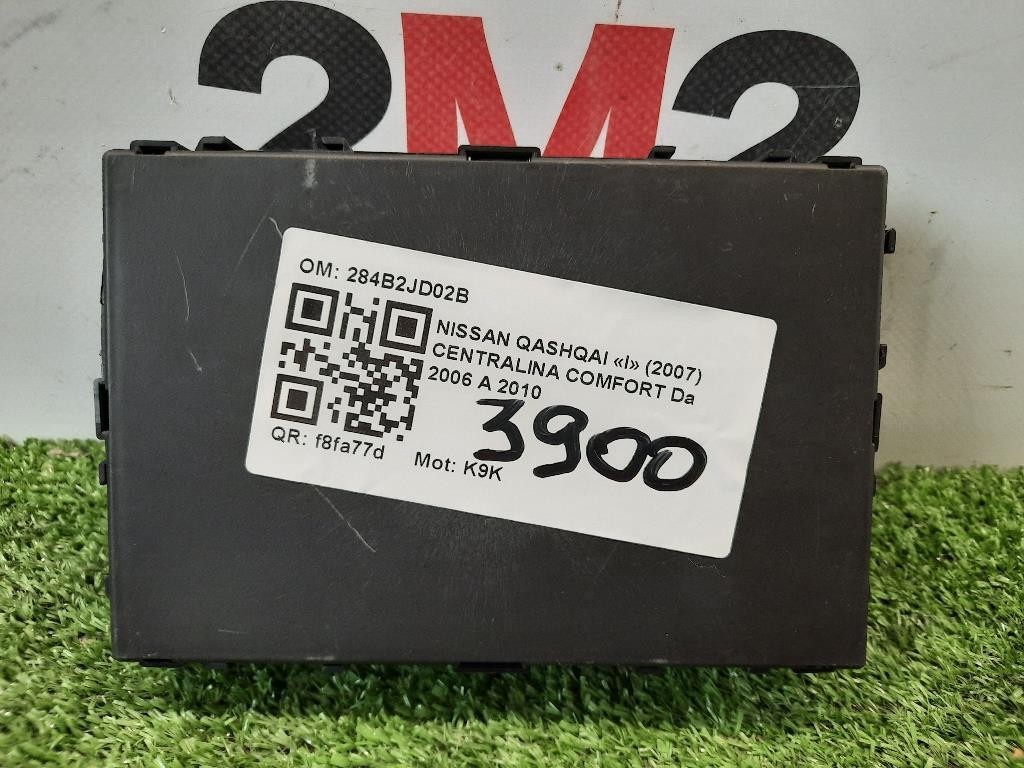 2M2
OM: 284B2JD02B
NISSAN QASHQAI «I» (2007)
CENTRALINA COMFORT Da
2006 A 2010
3900
QR: f8fa77d
Mot: K9K